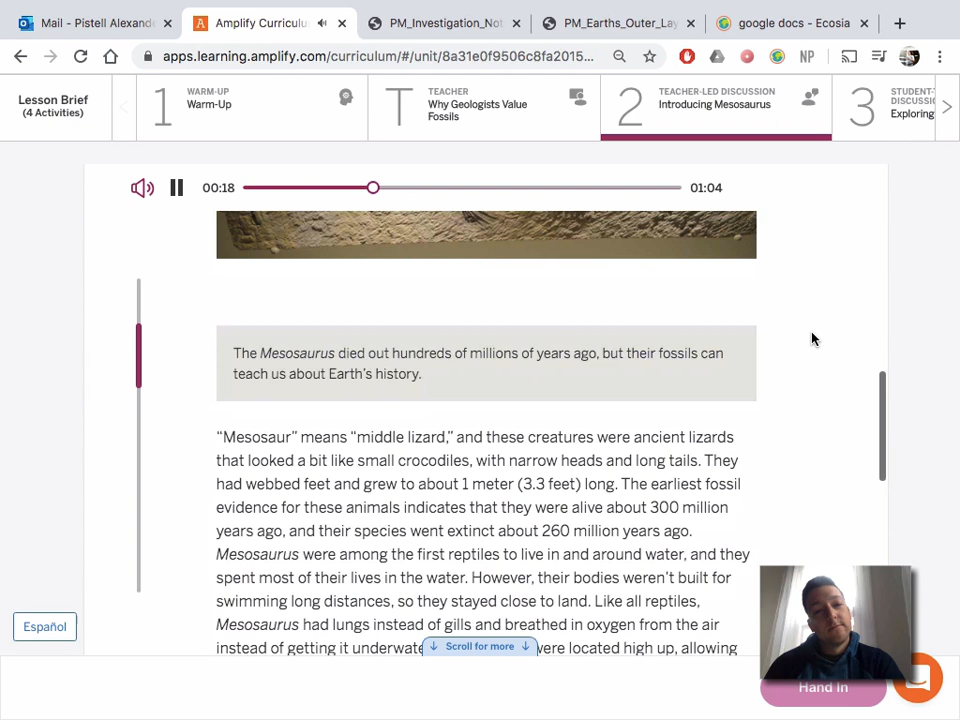 Mail - Pistell Alexand
Amplify Curriculu
PM_Investigation_Not
PM_Earths_Outer_Lay
google docs - Ecosia
apps.learning.amplify.com/curriculum/#/unit/8a31e0f9506c8fa2015...
NP
Lesson Brief
(4 Activities)
1
WARM-UP
Warm-Up
T
TEACHER
Why Geologists Value
Fossils
2
TEACHER-LED DISCUSSION
Introducing Mesosaurus
3
STUDENT-
DISCUSSI
Exploring
00:18
01:04
The Mesosaurus died out hundreds of millions of years ago, but their fossils can
teach us about Earth's history.
“Mesosaur” means “middle lizard,” and these creatures were ancient lizards
that looked a bit like small crocodiles, with narrow heads and long tails. They
had webbed feet and grew to about 1 meter (3.3 feet) long. The earliest fossil
evidence for these animals indicates that they were alive about 300 million
years ago, and their species went extinct about 260 million years ago.
Mesosaurus were among the first reptiles to live in and around water, and they
spent most of their lives in the water. However, their bodies weren't built for
swimming long distances, so they stayed close to land. Like all reptiles,
Mesosaurus had lungs instead of gills and breathed in oxygen from the air
instead of getting it underwate were located high up, allowing
Scroll for more
Español
Hand In